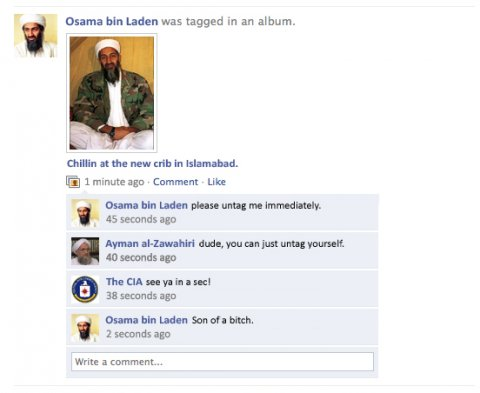 Osama bin Laden was tagged in an album.
Chillin at the new crib in Islamabad.
1 minute ago · Comment · Like
Osama bin Laden please untag me immediately.
45 seconds ago
Ayman al-Zawahiri dude, you can just untag yourself.
40 seconds ago
The CIA see ya in a sec!
38 seconds ago
Osama bin Laden Son of a bitch.
2 seconds ago
Write a comment...